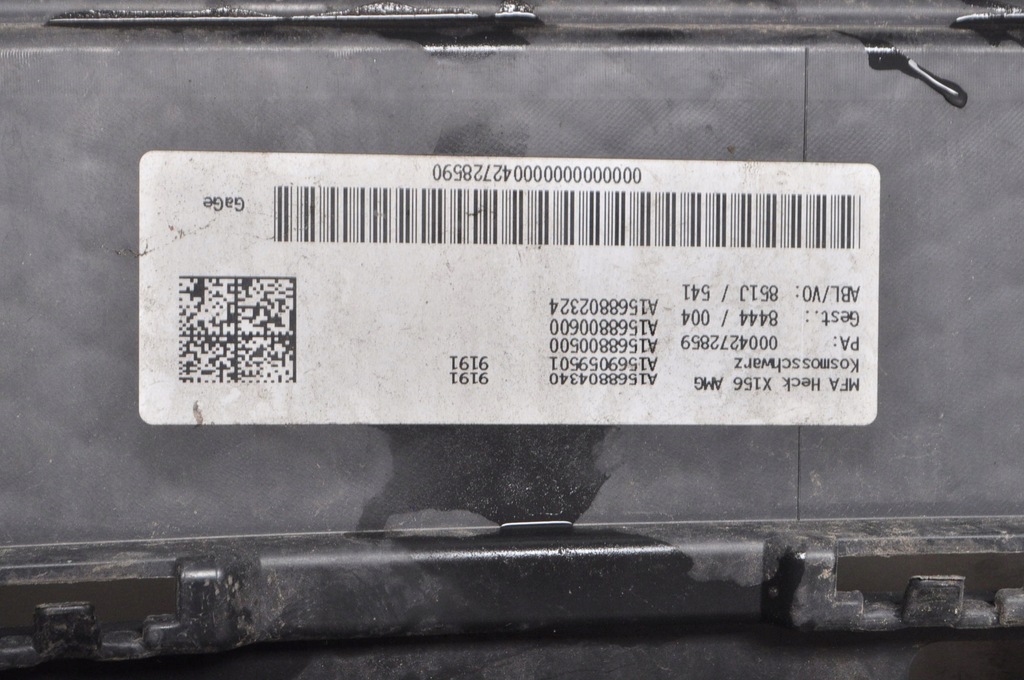 MFA Heck X156 AMG A1568804340 9191
Kosmosschwarz A1569059501 9191
PA: 0004272859 A1568800500
Gest.: 8444 / 004 A1568800600
ABL/VO: 851J / 541 A1568802324
GaGe
00000000000042728590